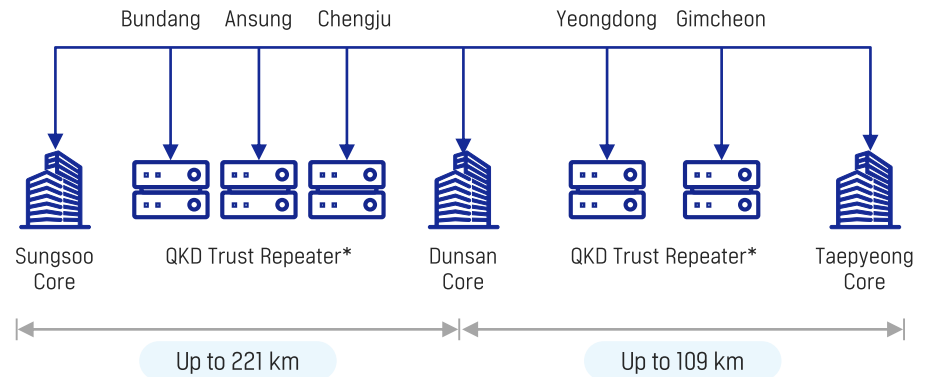 Bundang Ansung Chengju Yeongdong Gimcheon
Sungsoo Core
QKD Trust Repeater*
Dunsan Core
QKD Trust Repeater*
Taepyeong Core
Up to 221 km
Up to 109 km